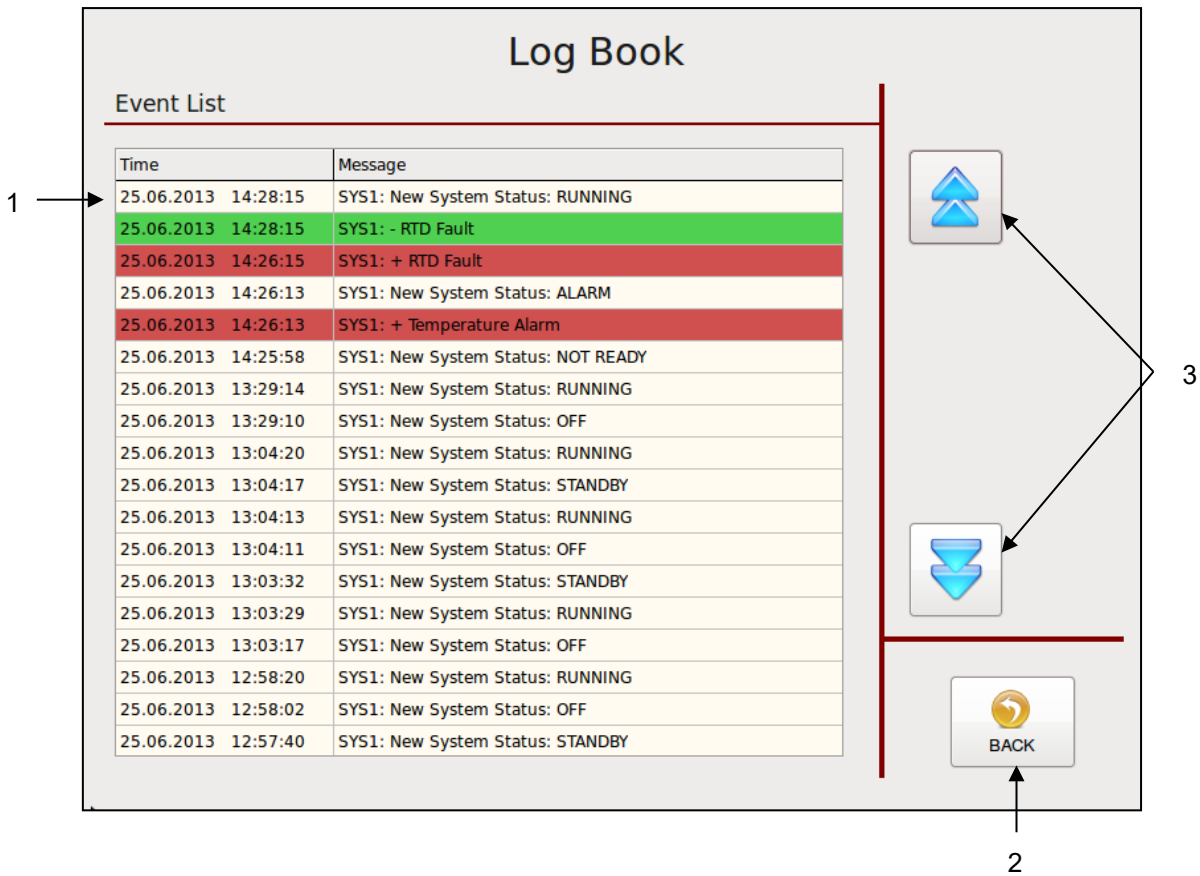 Log Book
Event List
Time Message
1
25.06.2013 14:28:15 SYS1: New System Status: RUNNING
25.06.2013 14:28:15 SYS1: - RTD Fault
25.06.2013 14:26:15 SYS1: + RTD Fault
25.06.2013 14:26:13 SYS1: New System Status: ALARM
25.06.2013 14:26:13 SYS1: + Temperature Alarm
25.06.2013 14:25:58 SYS1: New System Status: NOT READY
25.06.2013 13:29:14 SYS1: New System Status: RUNNING
3
25.06.2013 13:29:10 SYS1: New System Status: OFF
25.06.2013 13:04:20 SYS1: New System Status: RUNNING
25.06.2013 13:04:17 SYS1: New System Status: STANDBY
25.06.2013 13:04:13 SYS1: New System Status: RUNNING
25.06.2013 13:04:11 SYS1: New System Status: OFF
25.06.2013 13:03:32 SYS1: New System Status: STANDBY
25.06.2013 13:03:29 SYS1: New System Status: RUNNING
25.06.2013 13:03:17 SYS1: New System Status: OFF
25.06.2013 12:58:20 SYS1: New System Status: RUNNING
25.06.2013 12:58:02 SYS1: New System Status: OFF
25.06.2013 12:57:40 SYS1: New System Status: STANDBY
BACK
2